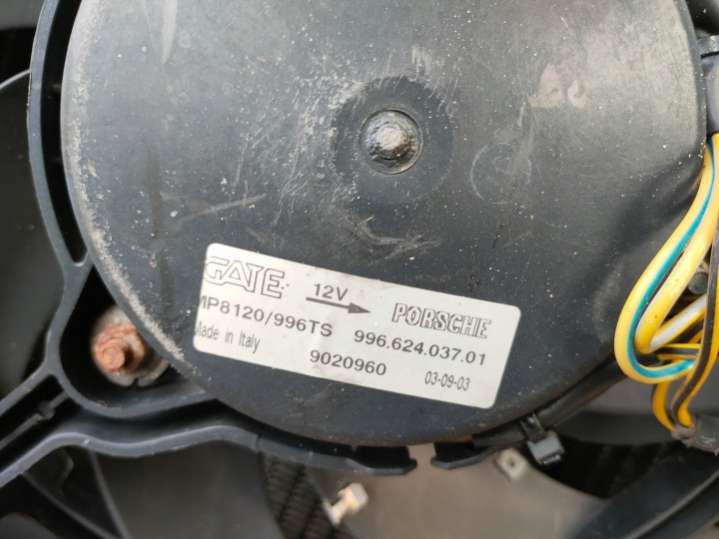 GATE 12V PORSCHE
MP8120/996TS 996.624.037.01
Made in Italy 9020960 03-09-03